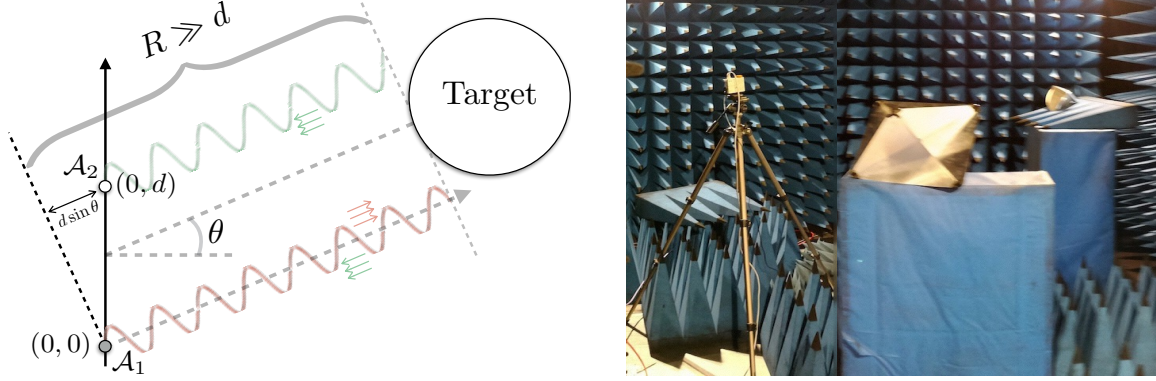 R ≫ d
Target
𝒜₂
(0, d)
d sin θ
θ
(0, 0)
𝒜₁